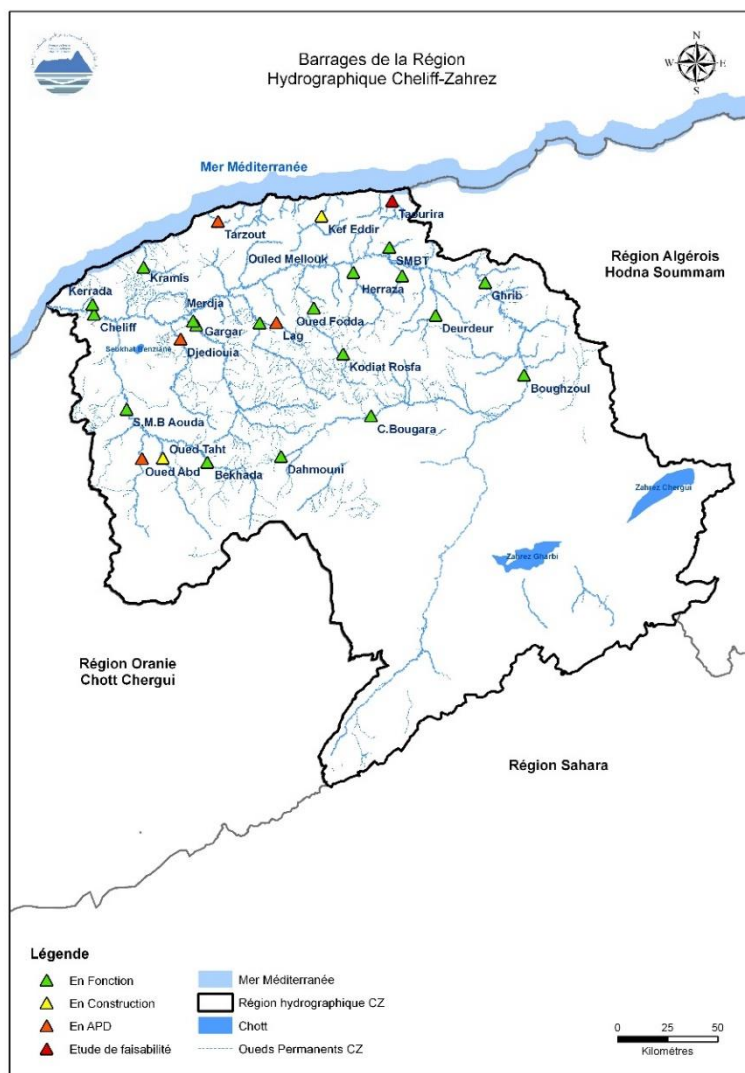 Barrages de la Région
Hydrographique Cheliff-Zahrez
N
W
E
S
Mer Méditerranée
Taourira
Tarzout
Kef Eddir
Ouled Mellouk
SMBT
Région Algérois
Hodna Soummam
Kramis
Herraza
Ghrib
Kerrada
Merdja
Cheliff
Gargar
Oued Fodda
Deurdeur
Lag
Sebkhat Benziane
Djediouia
Kodiat Rosfa
Boughzoul
S.M.B Aouda
C.Bougara
Oued Taht
Dahmouni
Oued Abd
Bekhada
Zahrez Chergui
Zahrez Gharbi
Région Oranie
Chott Chergui
Région Sahara
Légende
En Fonction
Mer Méditerranée
En Construction
Région hydrographique CZ
En APD
Chott
Etude de faisabilité
Oueds Permanents CZ
0 25 50
Kilométres